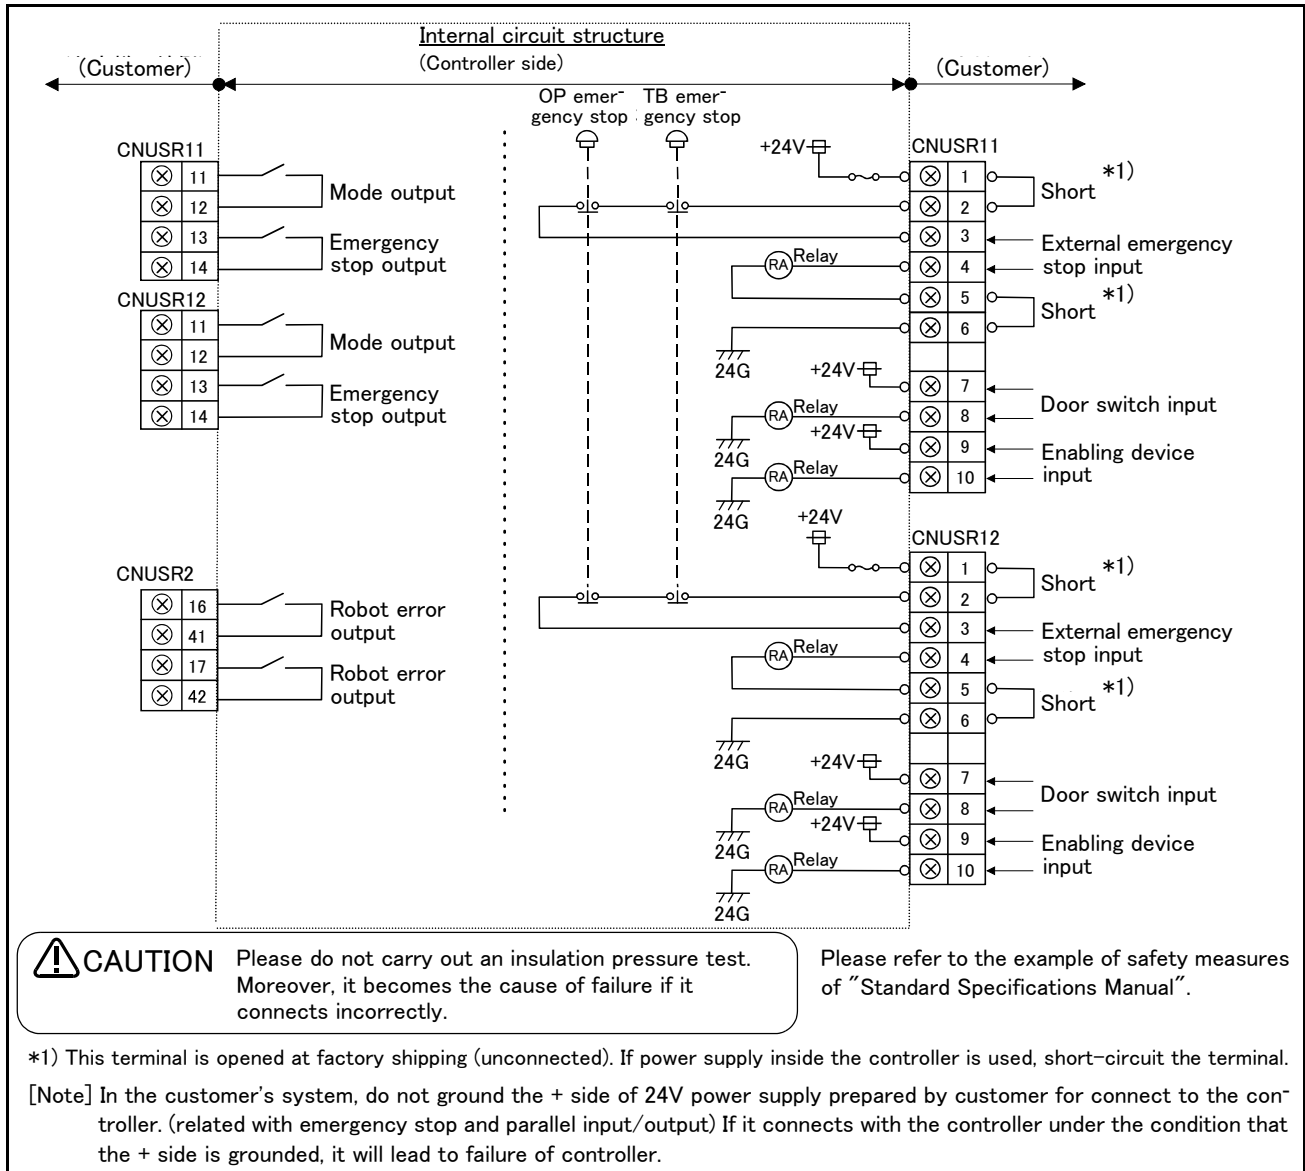 Internal circuit structure
(Controller side)
(Customer)
(Customer)
OP emer-
gency stop
TB emer-
gency stop
CNUSR11
11
12
Mode output
13
14
Emergency
stop output
CNUSR12
11
12
Mode output
13
14
Emergency
stop output
CNUSR2
16
41
Robot error
output
17
42
Robot error
output
+24V
CNUSR11
1
2
Short
*1)
3
4
External emergency
stop input
Relay
RA
5
6
Short
*1)
24G
+24V
7
8
Door switch input
Relay
RA
24G
+24V
9
10
Enabling device
input
Relay
RA
24G
+24V
CNUSR12
1
2
Short
*1)
3
4
External emergency
stop input
Relay
RA
5
6
Short
*1)
24G
+24V
7
8
Door switch input
Relay
RA
24G
+24V
9
10
Enabling device
input
Relay
RA
24G
CAUTION
Please do not carry out an insulation pressure test.
Moreover, it becomes the cause of failure if it
connects incorrectly.
Please refer to the example of safety measures
of "Standard Specifications Manual".
*1) This terminal is opened at factory shipping (unconnected). If power supply inside the controller is used, short-circuit the terminal.
[Note] In the customer's system, do not ground the + side of 24V power supply prepared by customer for connect to the con-
troller. (related with emergency stop and parallel input/output) If it connects with the controller under the condition that
the + side is grounded, it will lead to failure of controller.